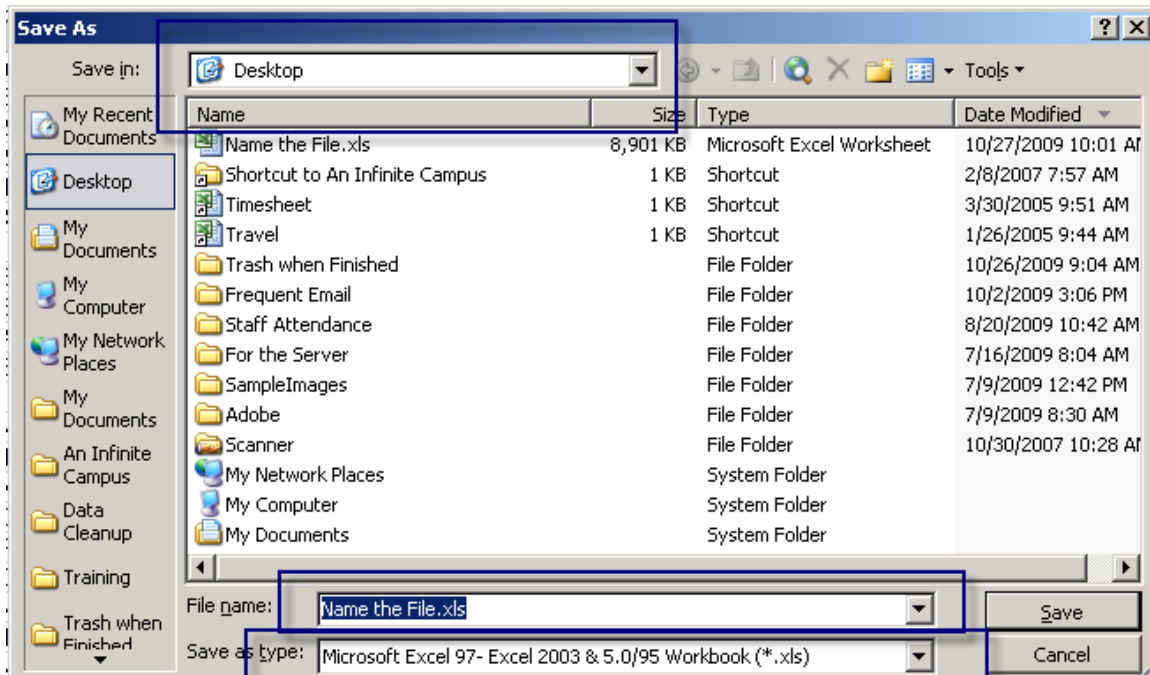 Save As
Save in: Desktop Tools
My Recent Documents
Desktop
My Documents
My Computer
My Network Places
My Documents
An Infinite Campus
Data Cleanup
Training
Trash when Finished
Name Size Type Date Modified
Name the File.xls 8,901 KB Microsoft Excel Worksheet 10/27/2009 10:01 AM
Shortcut to An Infinite Campus 1 KB Shortcut 2/8/2007 7:57 AM
Timesheet 1 KB Shortcut 3/30/2005 9:51 AM
Travel 1 KB Shortcut 1/26/2005 9:44 AM
Trash when Finished File Folder 10/26/2009 9:04 AM
Frequent Email File Folder 10/2/2009 3:06 PM
Staff Attendance File Folder 8/20/2009 10:42 AM
For the Server File Folder 7/16/2009 8:04 AM
SampleImages File Folder 7/9/2009 12:42 PM
Adobe File Folder 7/9/2009 8:30 AM
Scanner File Folder 10/30/2007 10:28 AM
My Network Places System Folder
My Computer System Folder
My Documents System Folder
File name: Name the File.xls Save
Save as type: Microsoft Excel 97- Excel 2003 & 5.0/95 Workbook (*.xls) Cancel